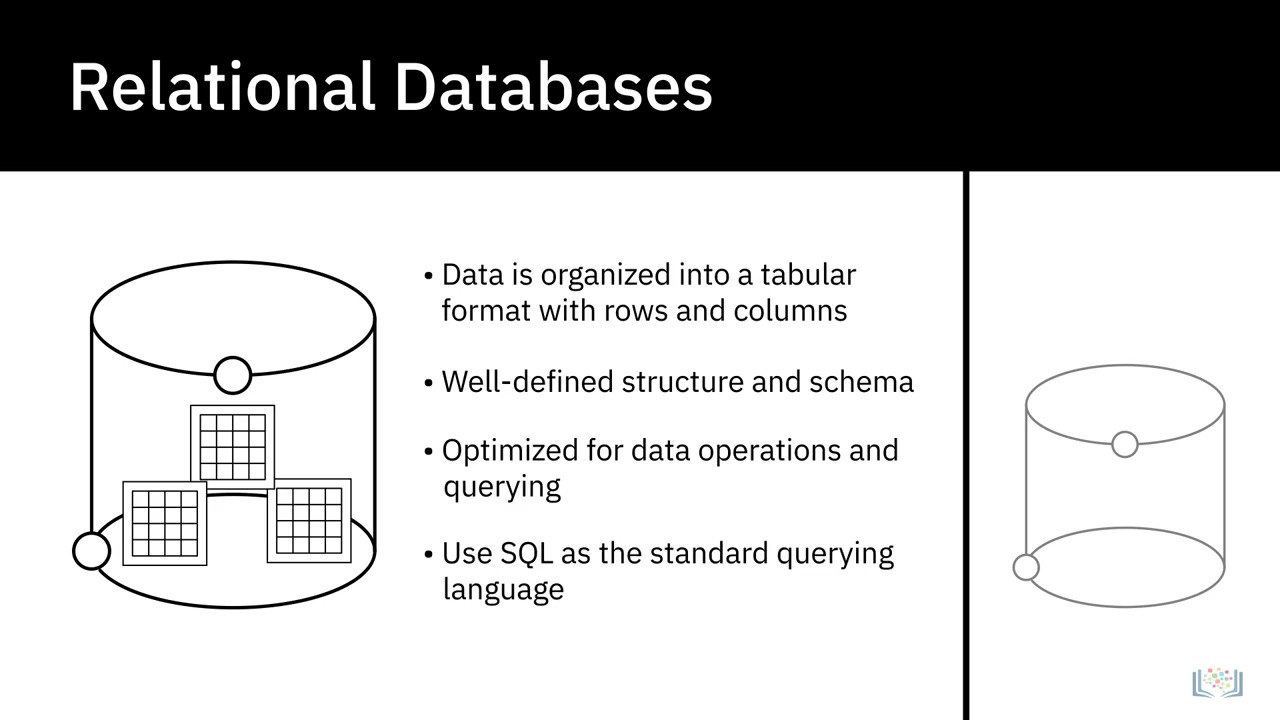 Relational Databases
• Data is organized into a tabular
format with rows and columns
• Well-defined structure and schema
• Optimized for data operations and
querying
• Use SQL as the standard querying
language